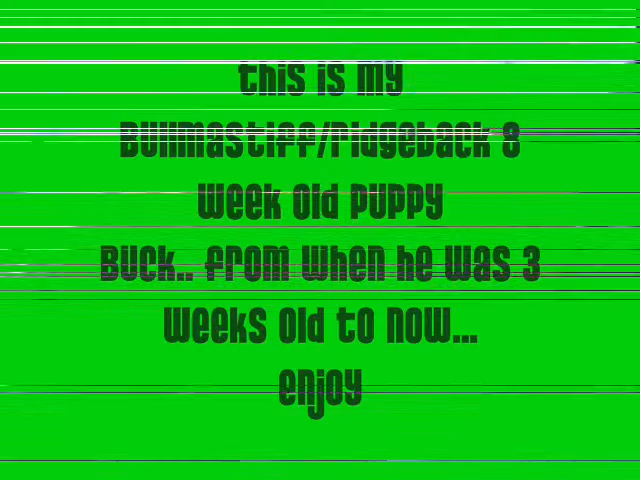 this is my
Bullmastiff/ridgeback 8
week old puppy
Buck.. from when he was 3
weeks old to now...
enjoy